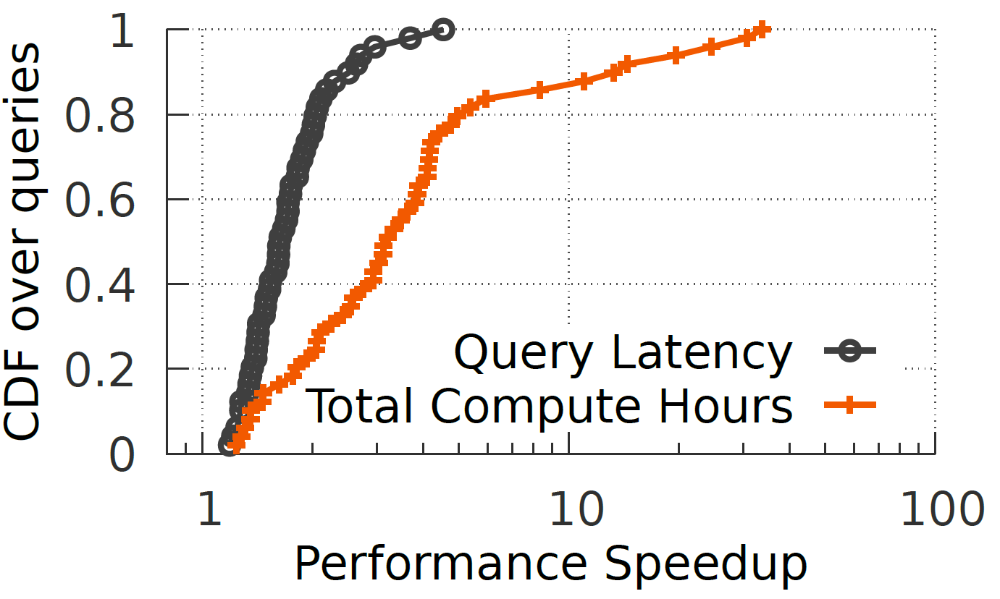 CDF over queries
1
0.8
0.6
0.4
0.2
0
Query Latency
Total Compute Hours
1 10 100
Performance Speedup